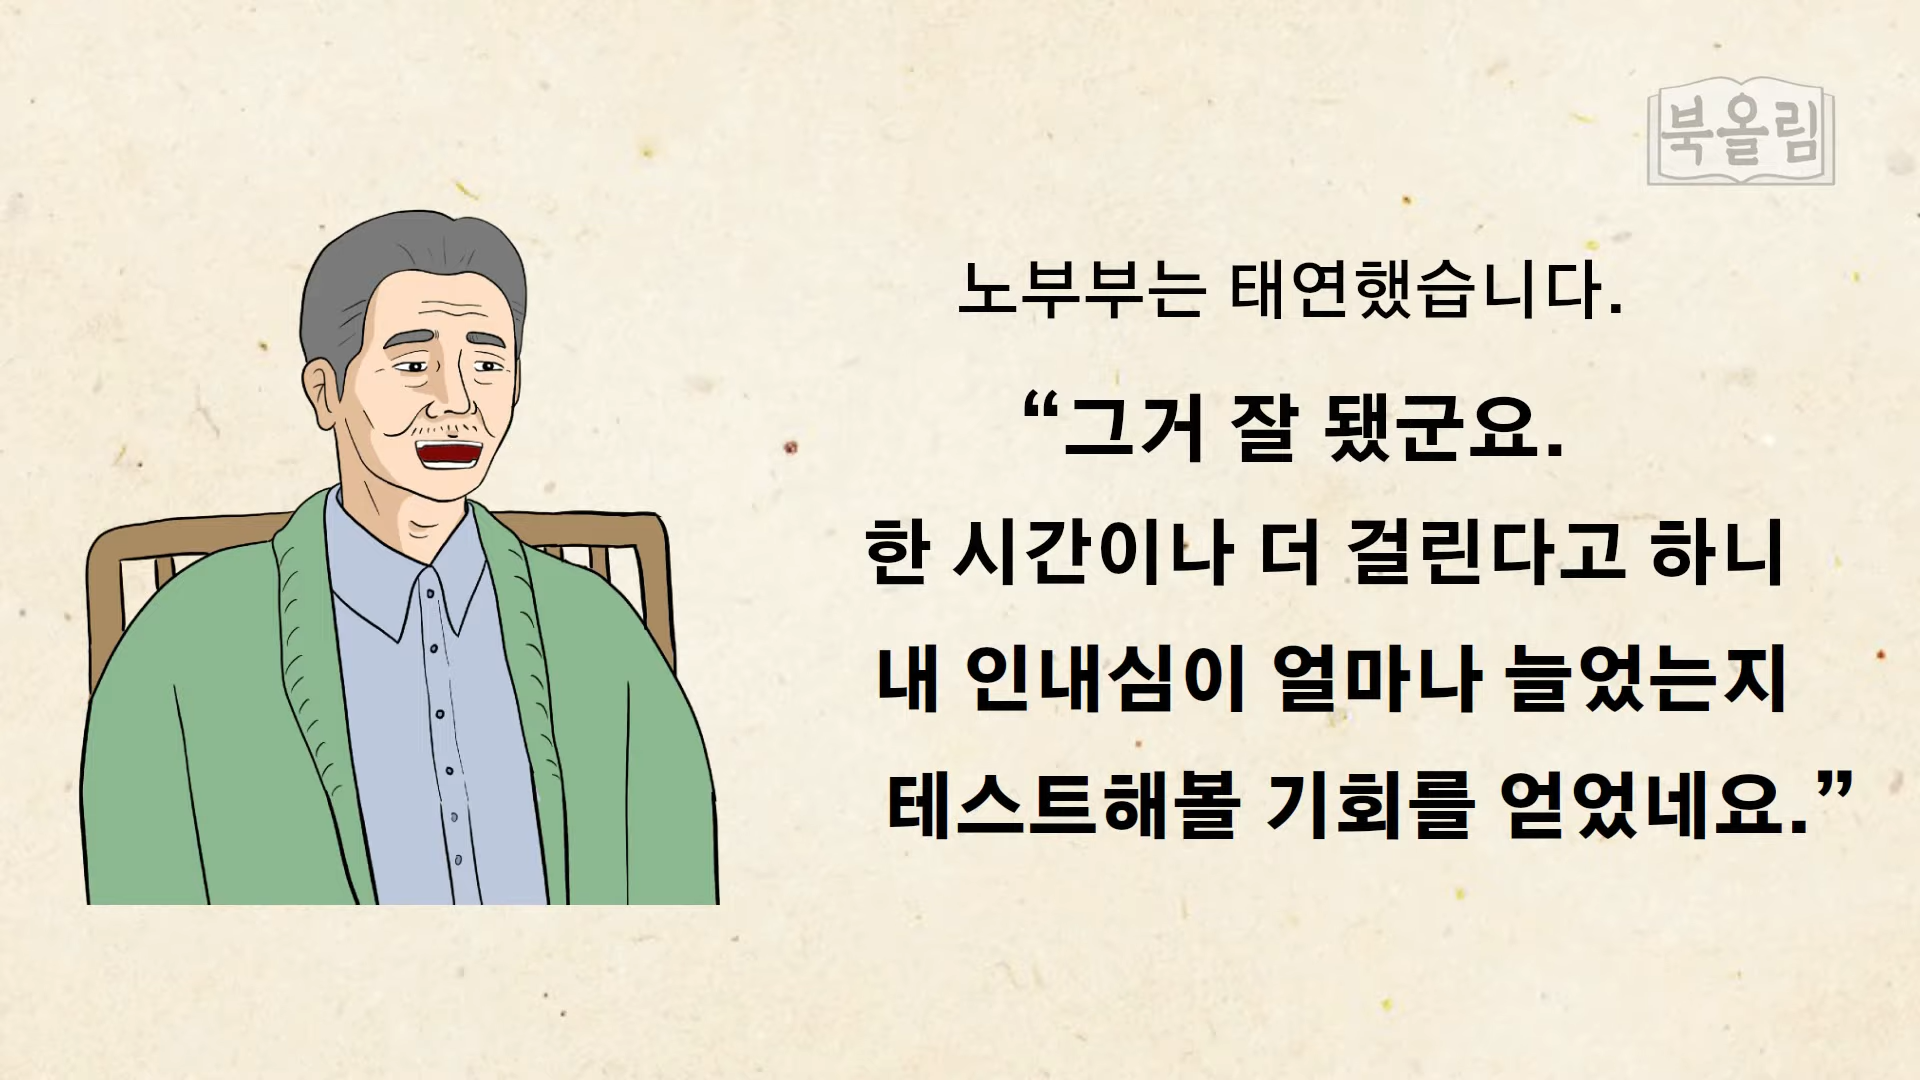 북올림
노부부는 태연했습니다.
“그거 잘 됐군요.
한 시간이나 더 걸린다고 하니
내 인내심이 얼마나 늘었는지
테스트해볼 기회를 얻었네요.”